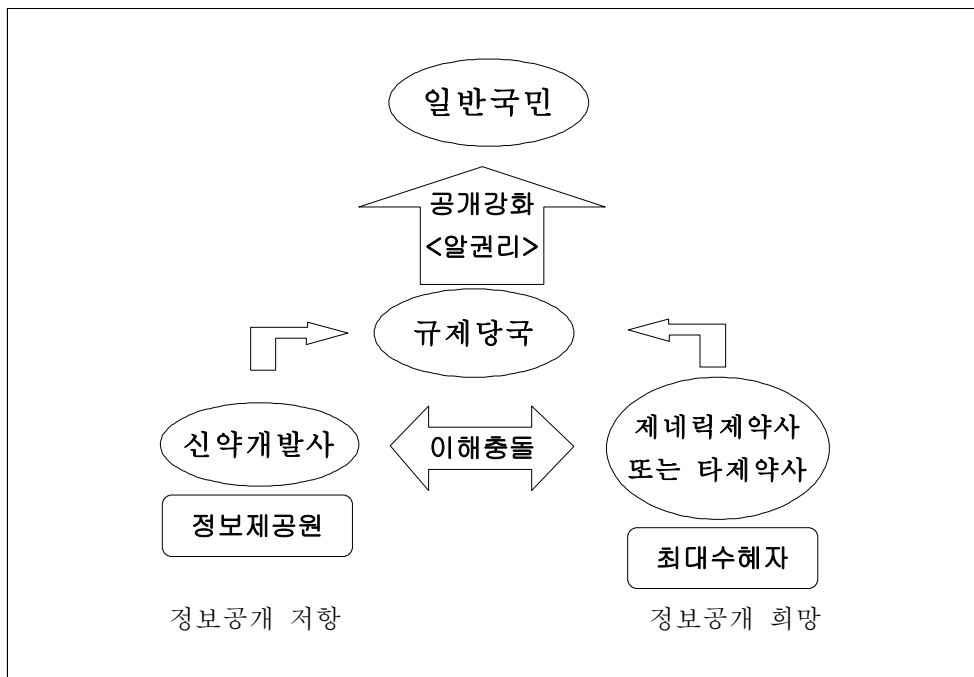 일반국민
공개강화
<알권리>
규제당국
신약개발사
이해충돌
제네릭제약사
또는 타제약사
정보제공원
최대수혜자
정보공개 저항
정보공개 희망